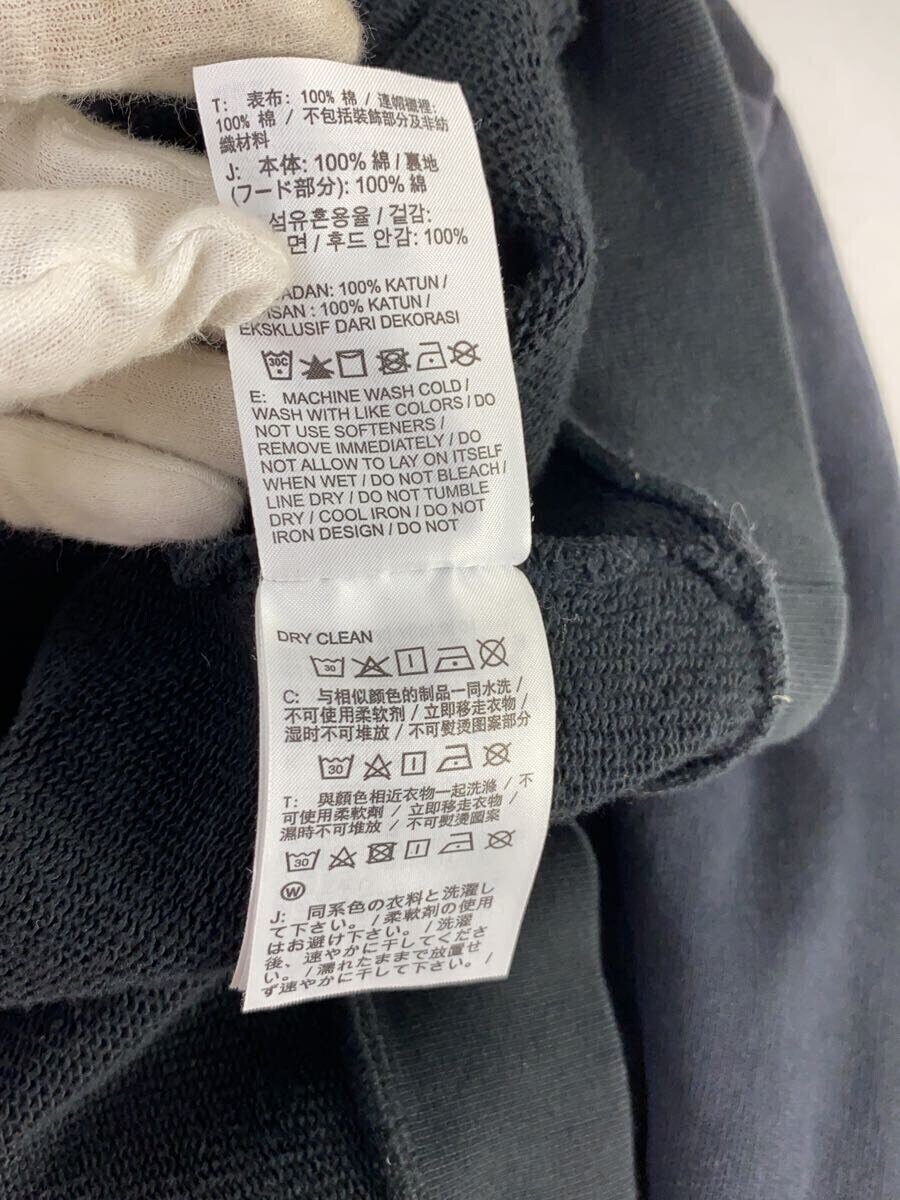 T: 表布: 100% 棉 / 連帽襯裡:
100% 棉 / 不包括裝飾部分及非紡
織材料
J: 本体: 100% 綿 / 裏地
(フード部分): 100% 綿
섬유혼용율 / 겉감:
면 / 후드 안감: 100%
ADAN: 100% KATUN /
ISAN : 100% KATUN /
EKSKLUSIF DARI DEKORASI
30C
E: MACHINE WASH COLD /
WASH WITH LIKE COLORS / DO
NOT USE SOFTENERS /
REMOVE IMMEDIATELY / DO
NOT ALLOW TO LAY ON ITSELF
WHEN WET / DO NOT BLEACH /
LINE DRY / DO NOT TUMBLE
DRY / COOL IRON / DO NOT
IRON DESIGN / DO NOT
DRY CLEAN
30
C: 与相似颜色的制品一同水洗 /
不可使用柔软剂 / 立即移走衣物 /
湿时不可堆放 / 不可熨烫图案部分
30
T: 與顏色相近衣物一起洗滌 / 不
可使用柔軟劑 / 立即移走衣物 /
濕時不可堆放 / 不可熨燙圖案
30
W
J: 同系色の衣料と洗濯し
て下さい。/ 柔軟剤の使用
はお避け下さい。/ 洗濯
後、速やかに干してくださ
い。/ 濡れたままで放置せ
ず速やかに干して下さい。/